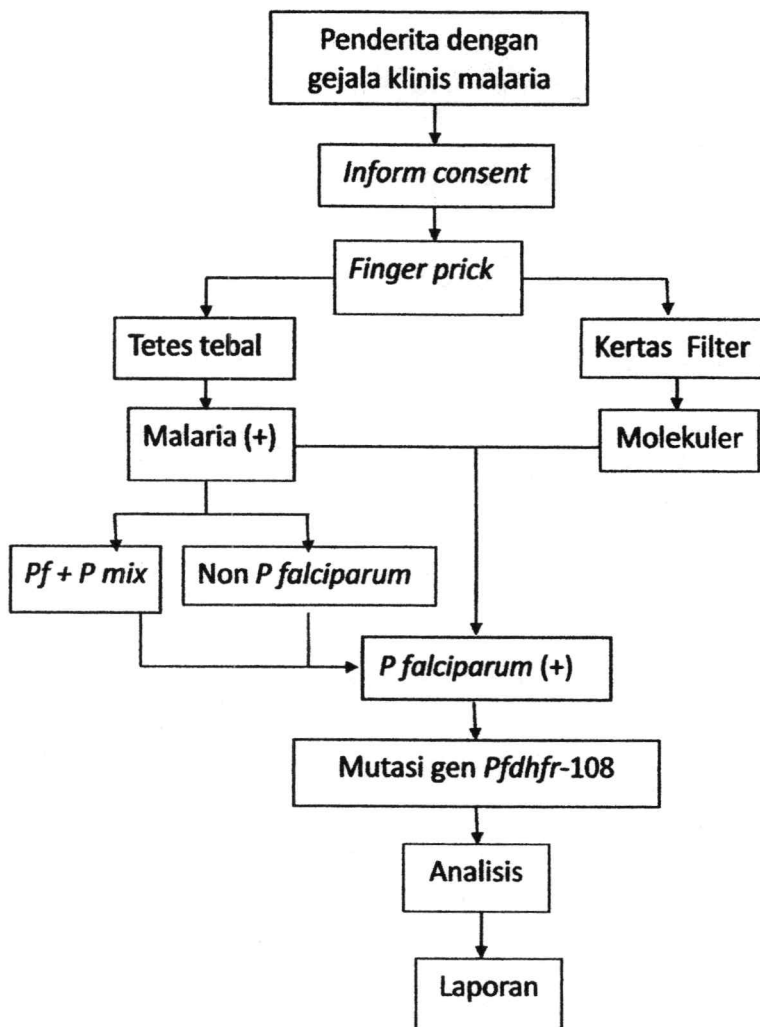 Penderita dengan
gejala klinis malaria
Inform consent
Finger prick
Tetes tebal
Kertas Filter
Malaria (+)
Molekuler
Pf + P mix
Non P falciparum
P falciparum (+)
Mutasi gen Pfdhfr-108
Analisis
Laporan